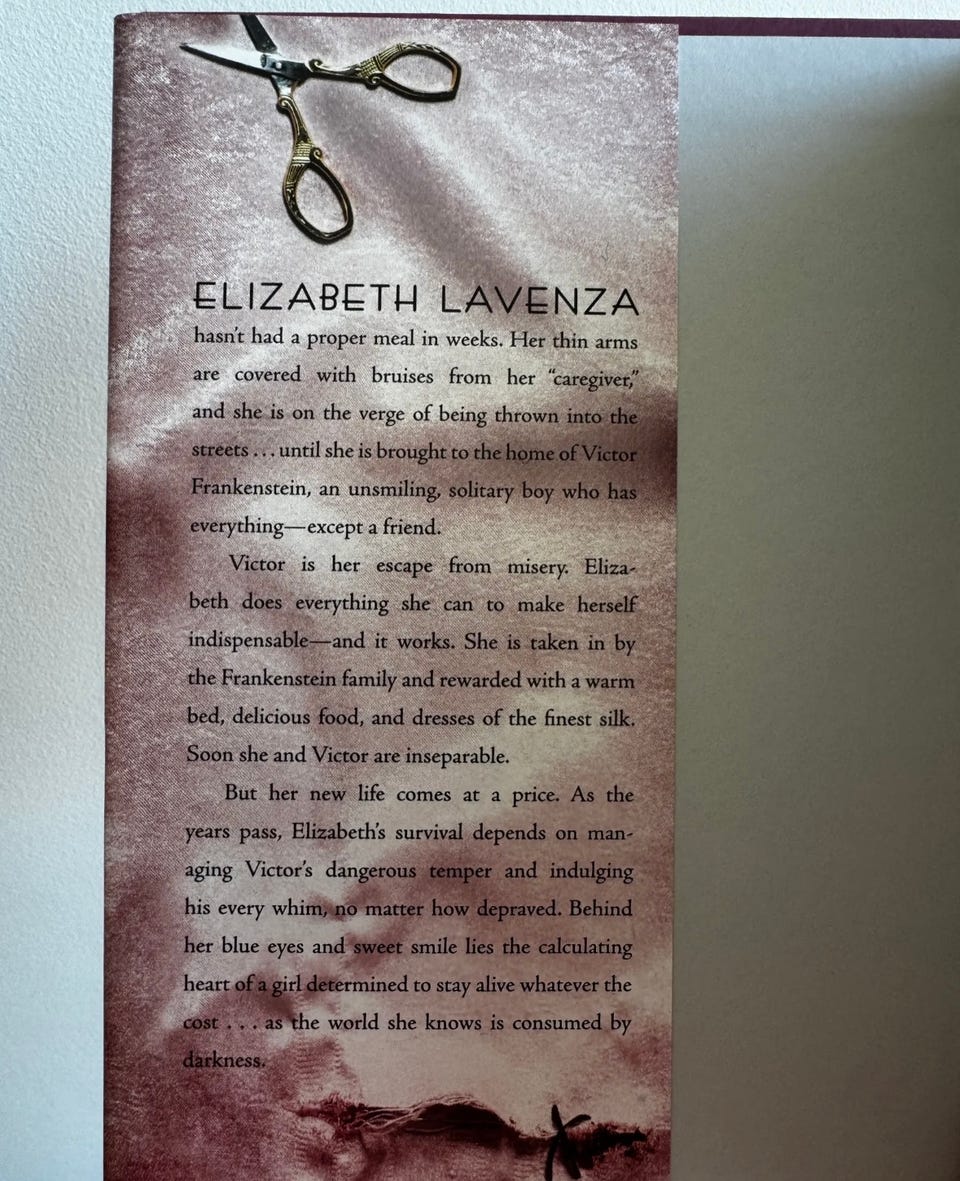 ELIZABETH LAVENZA
hasn't had a proper meal in weeks. Her thin arms
are covered with bruises from her “caregiver,”
and she is on the verge of being thrown into the
streets . . . until she is brought to the home of Victor
Frankenstein, an unsmiling, solitary boy who has
everything—except a friend.
Victor is her escape from misery. Eliza-
beth does everything she can to make herself
indispensable—and it works. She is taken in by
the Frankenstein family and rewarded with a warm
bed, delicious food, and dresses of the finest silk.
Soon she and Victor are inseparable.
But her new life comes at a price. As the
years pass, Elizabeth's survival depends on man-
aging Victor's dangerous temper and indulging
his every whim, no matter how depraved. Behind
her blue eyes and sweet smile lies the calculating
heart of a girl determined to stay alive whatever the
cost . . . as the world she knows is consumed by
darkness.